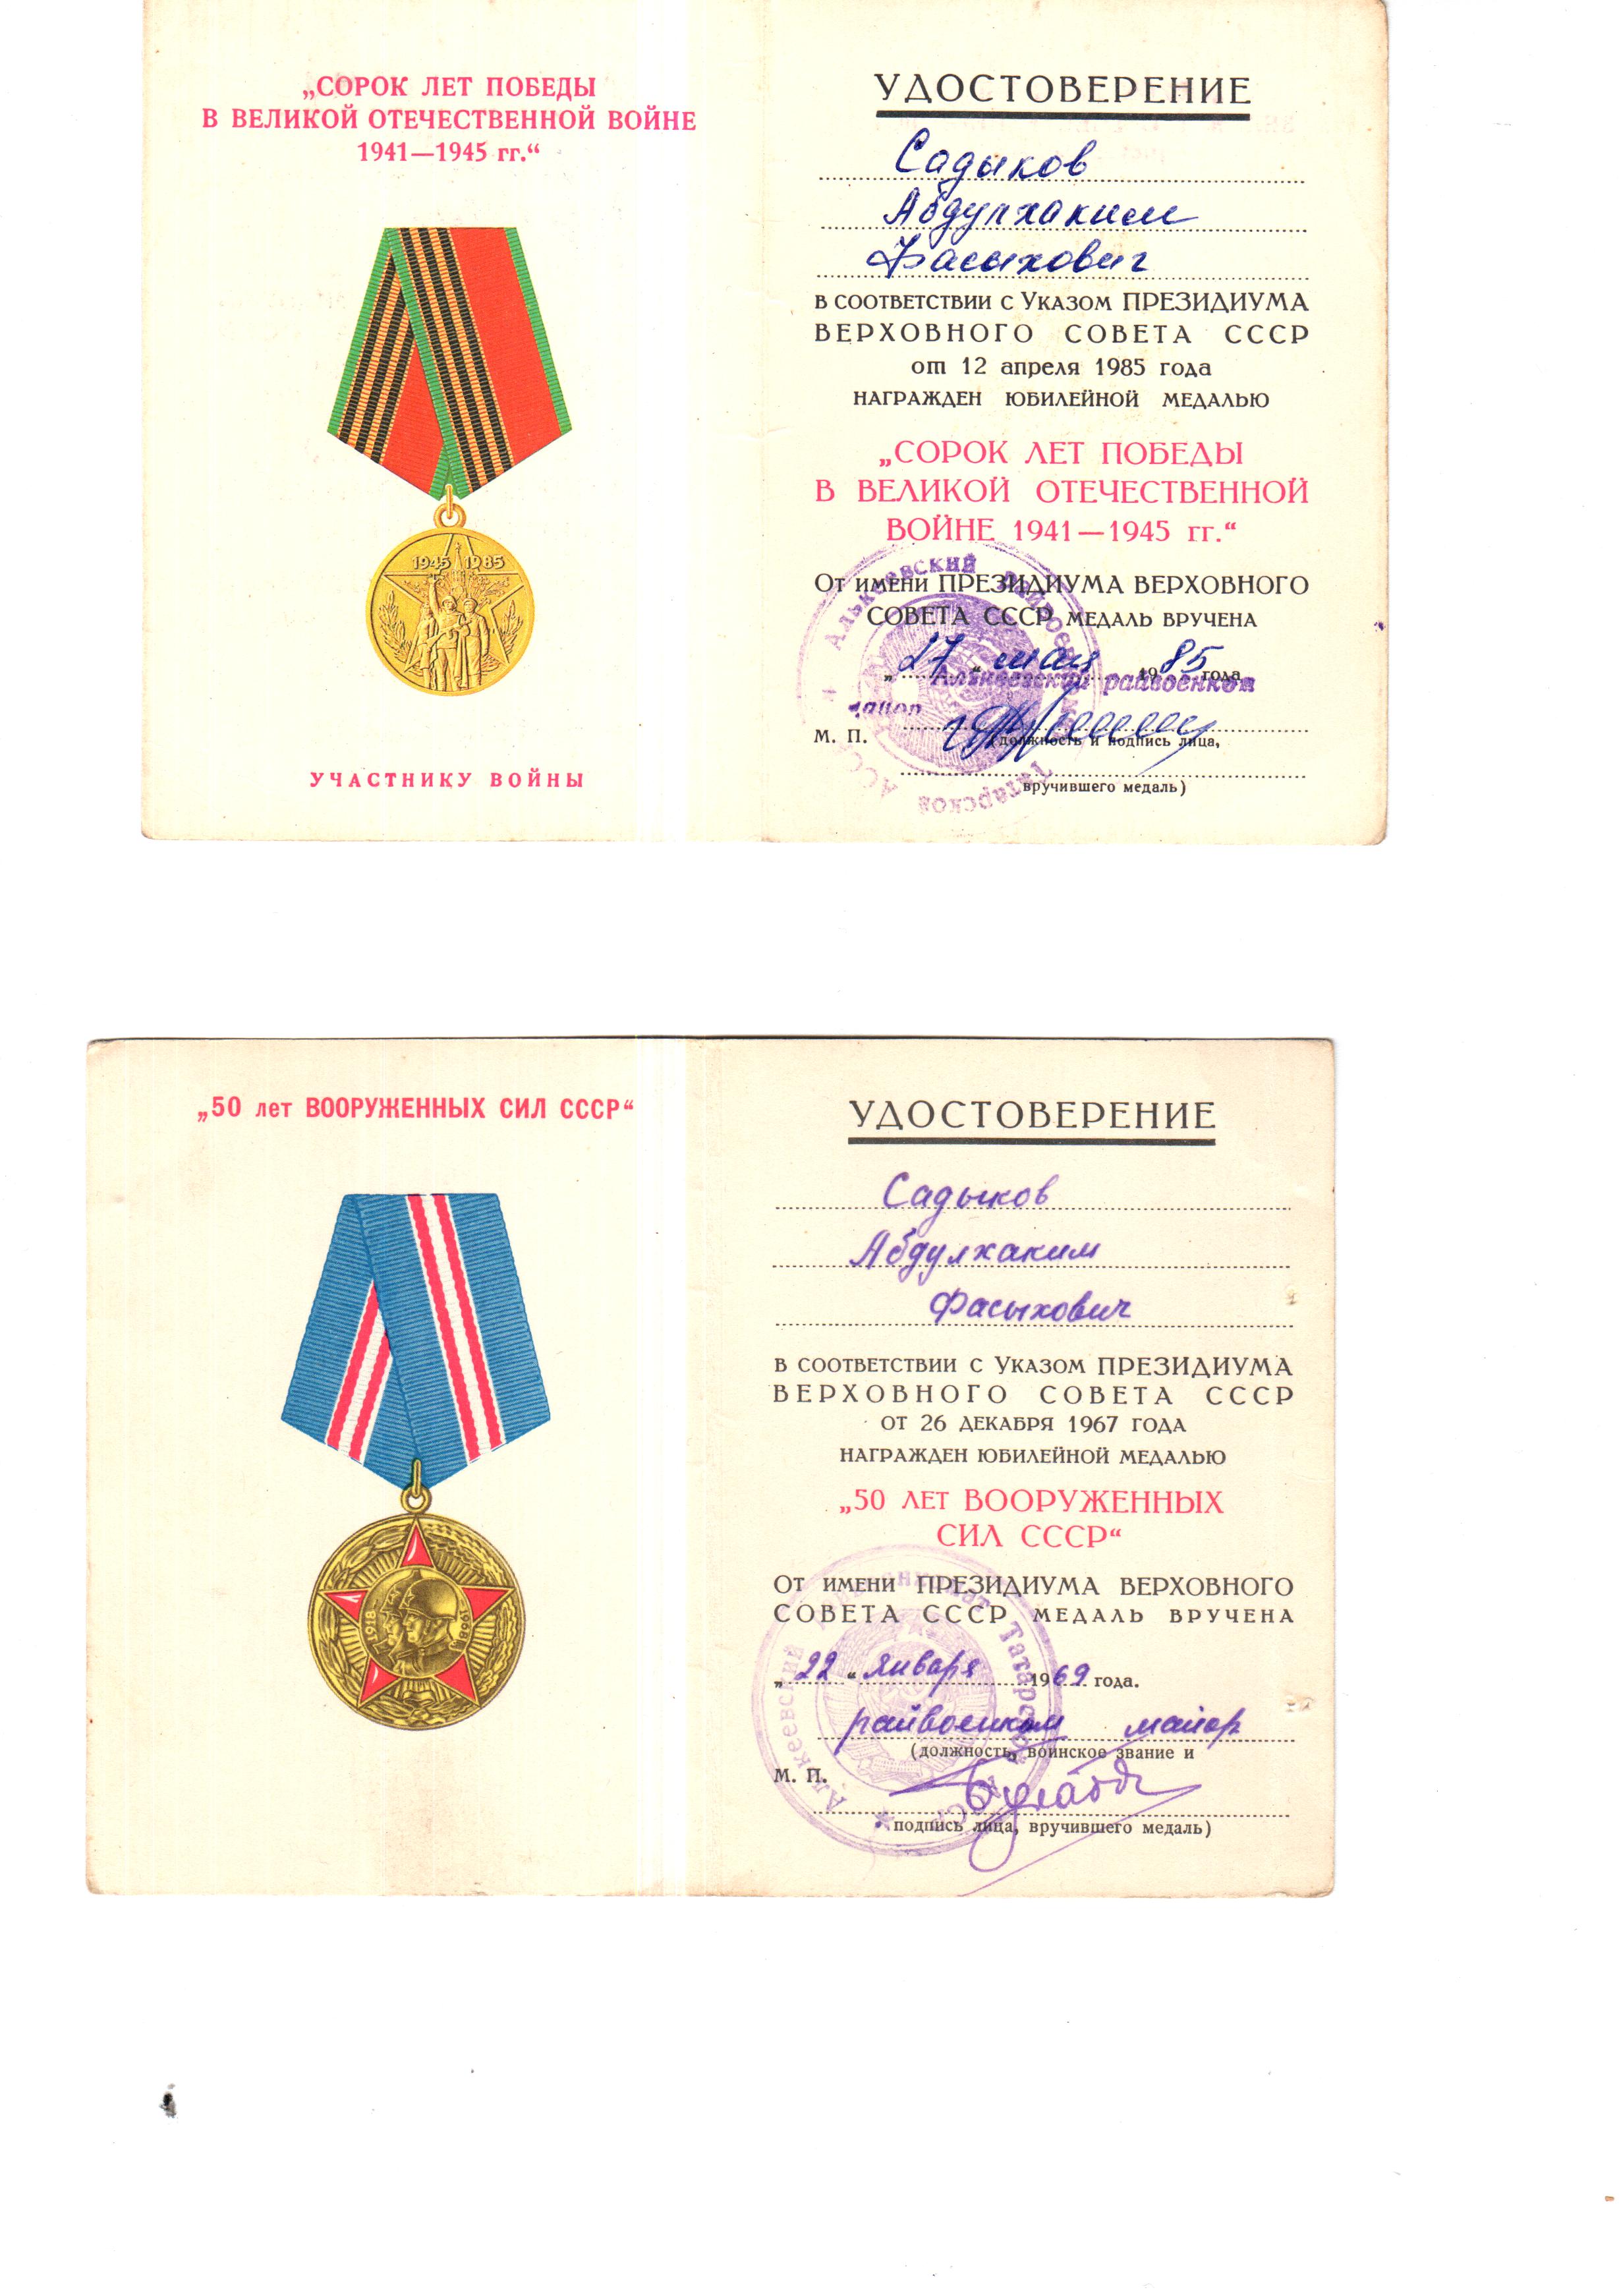 „СОРОК ЛЕТ ПОБЕДЫ
В ВЕЛИКОЙ ОТЕЧЕСТВЕННОЙ ВОЙНЕ
1941—1945 гг.“
1945 1985
УЧАСТНИКУ ВОЙНЫ
УДОСТОВЕРЕНИЕ
Садыков
Абдулхаким
Фасыхович
В СООТВЕТСТВИИ С УКАЗОМ ПРЕЗИДИУМА
ВЕРХОВНОГО СОВЕТА СССР
от 12 апреля 1985 года
НАГРАЖДЕН ЮБИЛЕЙНОЙ МЕДАЛЬЮ
„СОРОК ЛЕТ ПОБЕДЫ
В ВЕЛИКОЙ ОТЕЧЕСТВЕННОЙ
ВОЙНЕ 1941—1945 гг.“
ОТ ИМЕНИ ПРЕЗИДИУМА ВЕРХОВНОГО
СОВЕТА СССР МЕДАЛЬ ВРУЧЕНА
„27“ мая 1985 года
Алькеевский райвоенком
майор
М. П.
(должность и подпись лица,
вручившего медаль)
„50 лет ВООРУЖЕННЫХ СИЛ СССР“
1918 1968
УДОСТОВЕРЕНИЕ
Садыков
Абдулхаким
Фасыхович
В СООТВЕТСТВИИ С УКАЗОМ ПРЕЗИДИУМА
ВЕРХОВНОГО СОВЕТА СССР
ОТ 26 ДЕКАБРЯ 1967 ГОДА
НАГРАЖДЕН ЮБИЛЕЙНОЙ МЕДАЛЬЮ
„50 ЛЕТ ВООРУЖЕННЫХ
СИЛ СССР“
ОТ ИМЕНИ ПРЕЗИДИУМА ВЕРХОВНОГО
СОВЕТА СССР МЕДАЛЬ ВРУЧЕНА
„22“ января 1969 года.
райвоенком майор
(должность, воинское звание и
М. П.
подпись лица, вручившего медаль)